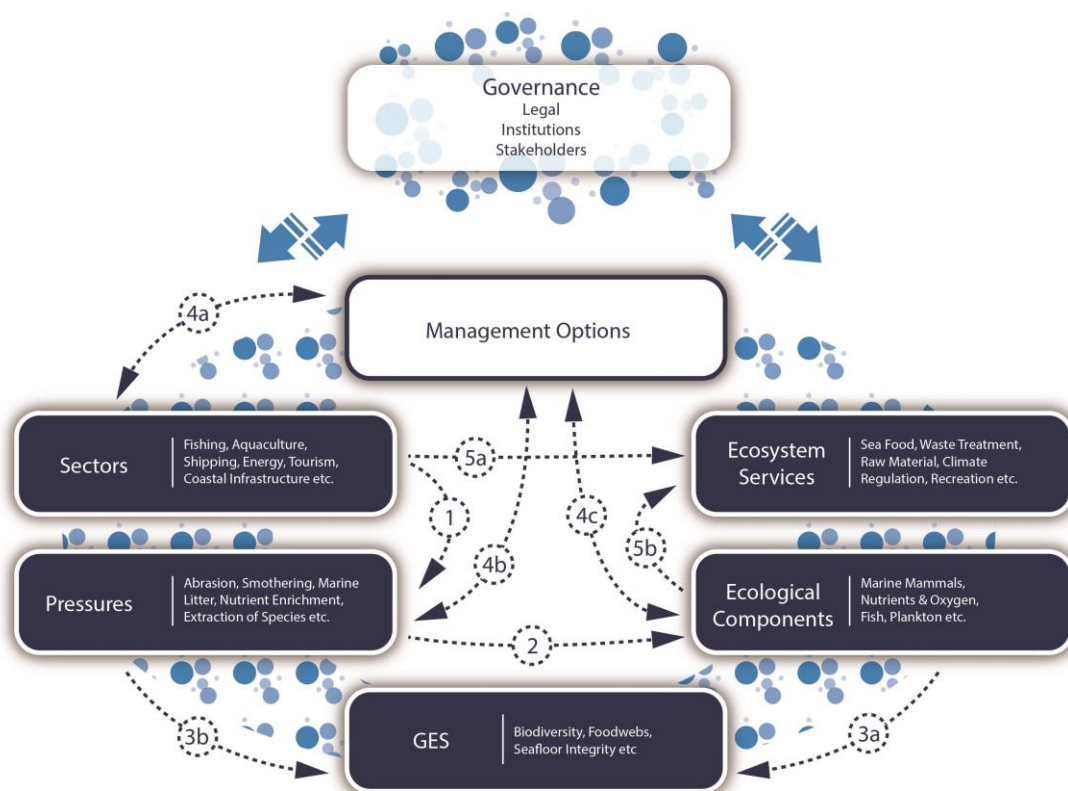 Governance
Legal
Institutions
Stakeholders
4a
Management Options
Sectors
Fishing, Aquaculture,
Shipping, Energy, Tourism,
Coastal Infrastructure etc.
5a
Ecosystem
Services
Sea Food, Waste Treatment,
Raw Material, Climate
Regulation, Recreation etc.
1
4c
5b
4b
Pressures
Abrasion, Smothering, Marine
Litter, Nutrient Enrichment,
Extraction of Species etc.
Ecological
Components
Marine Mammals,
Nutrients & Oxygen,
Fish, Plankton etc.
2
3b
GES
Biodiversity, Foodwebs,
Seafloor Integrity etc
3a